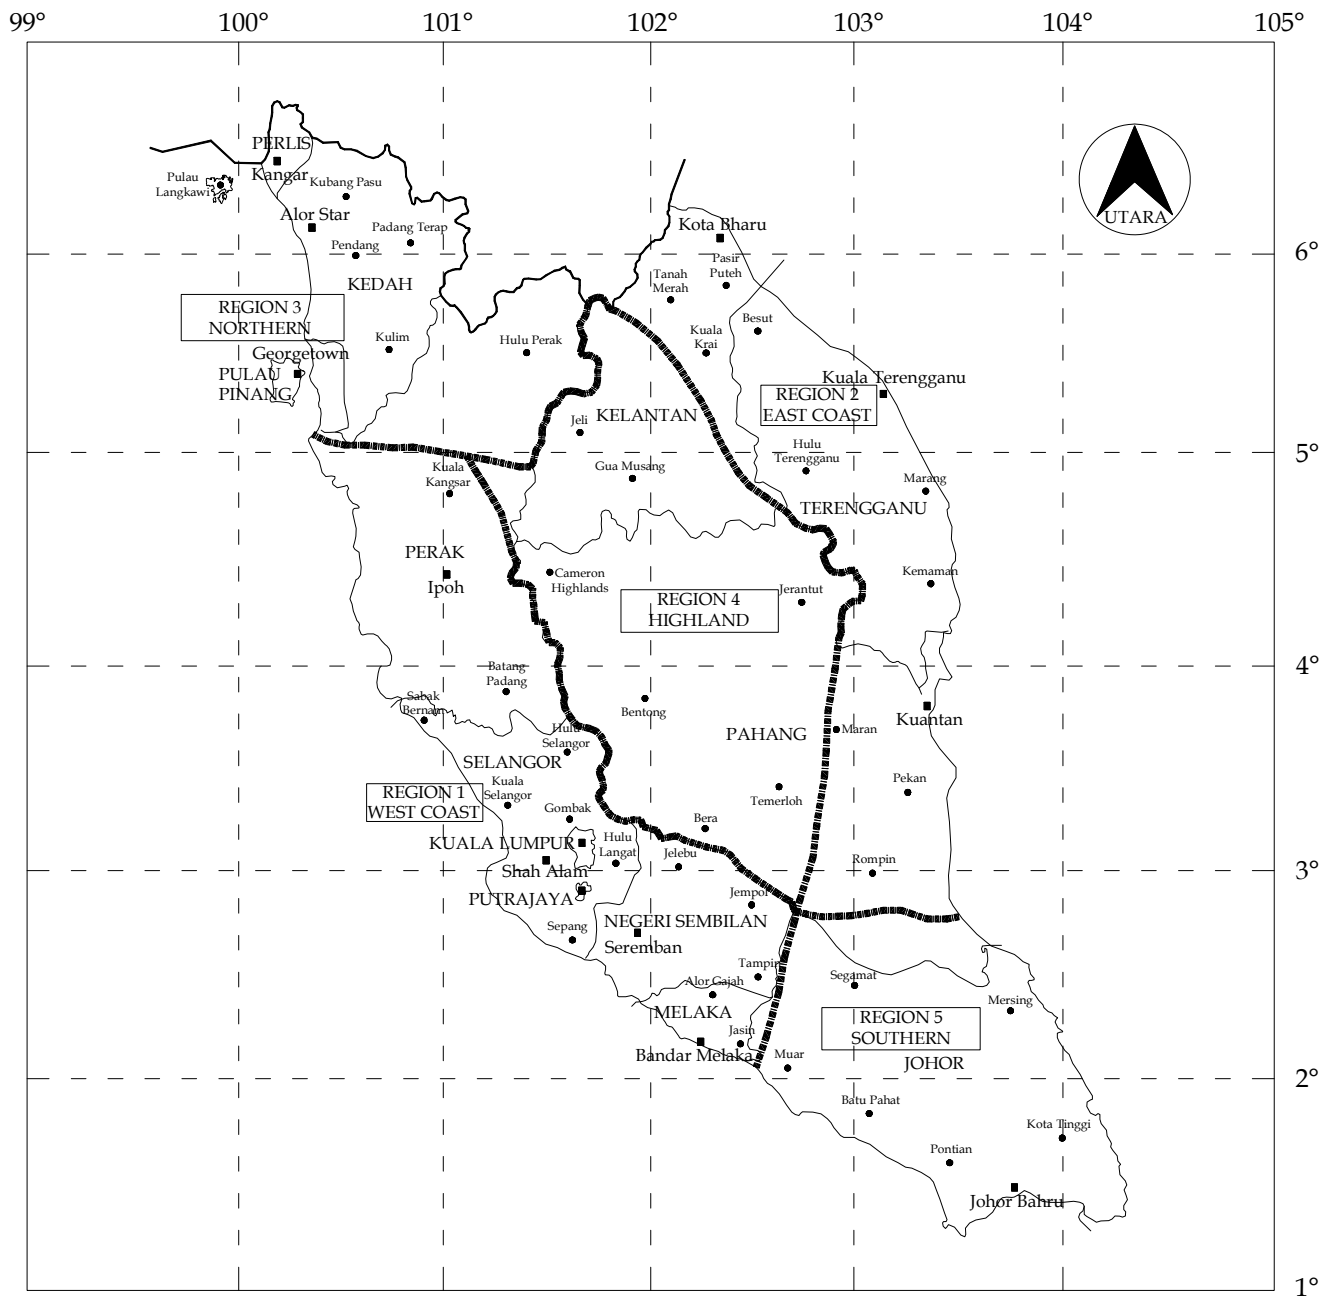 99°
100°
101°
102°
103°
104°
105°
PERLIS
Kangar
Pulau
Langkawi
Kubang Pasu
Alor Star
Padang Terap
Pendang
KEDAH
UTARA
Kota Bharu
6°
Pasir
Puteh
Tanah
Merah
REGION 3
NORTHERN
Besut
Kuala
Krai
Kulim
Hulu Perak
Georgetown
PULAU
PINANG
Kuala Terengganu
REGION 2
EAST COAST
KELANTAN
Jeli
Hulu
Terengganu
5°
Gua Musang
Kuala
Kangsar
Marang
TERENGGANU
PERAK
Ipoh
Cameron
Highlands
Kemaman
Jerantut
REGION 4
HIGHLAND
4°
Batang
Padang
Sabak
Bernam
Bentong
Kuantan
Hulu
Selangor
PAHANG
Maran
SELANGOR
Kuala
Selangor
REGION 1
WEST COAST
Temerloh
Pekan
Gombak
Bera
KUALA LUMPUR
Hulu
Langat
Jelebu
Rompin
3°
Shah Alam
PUTRAJAYA
Jempol
NEGERI SEMBILAN
Sepang
Seremban
Tampin
Alor Gajah
Segamat
MELAKA
Mersing
REGION 5
SOUTHERN
Jasin
Bandar Melaka
Muar
JOHOR
2°
Batu Pahat
Kota Tinggi
Pontian
Johor Bahru
1°